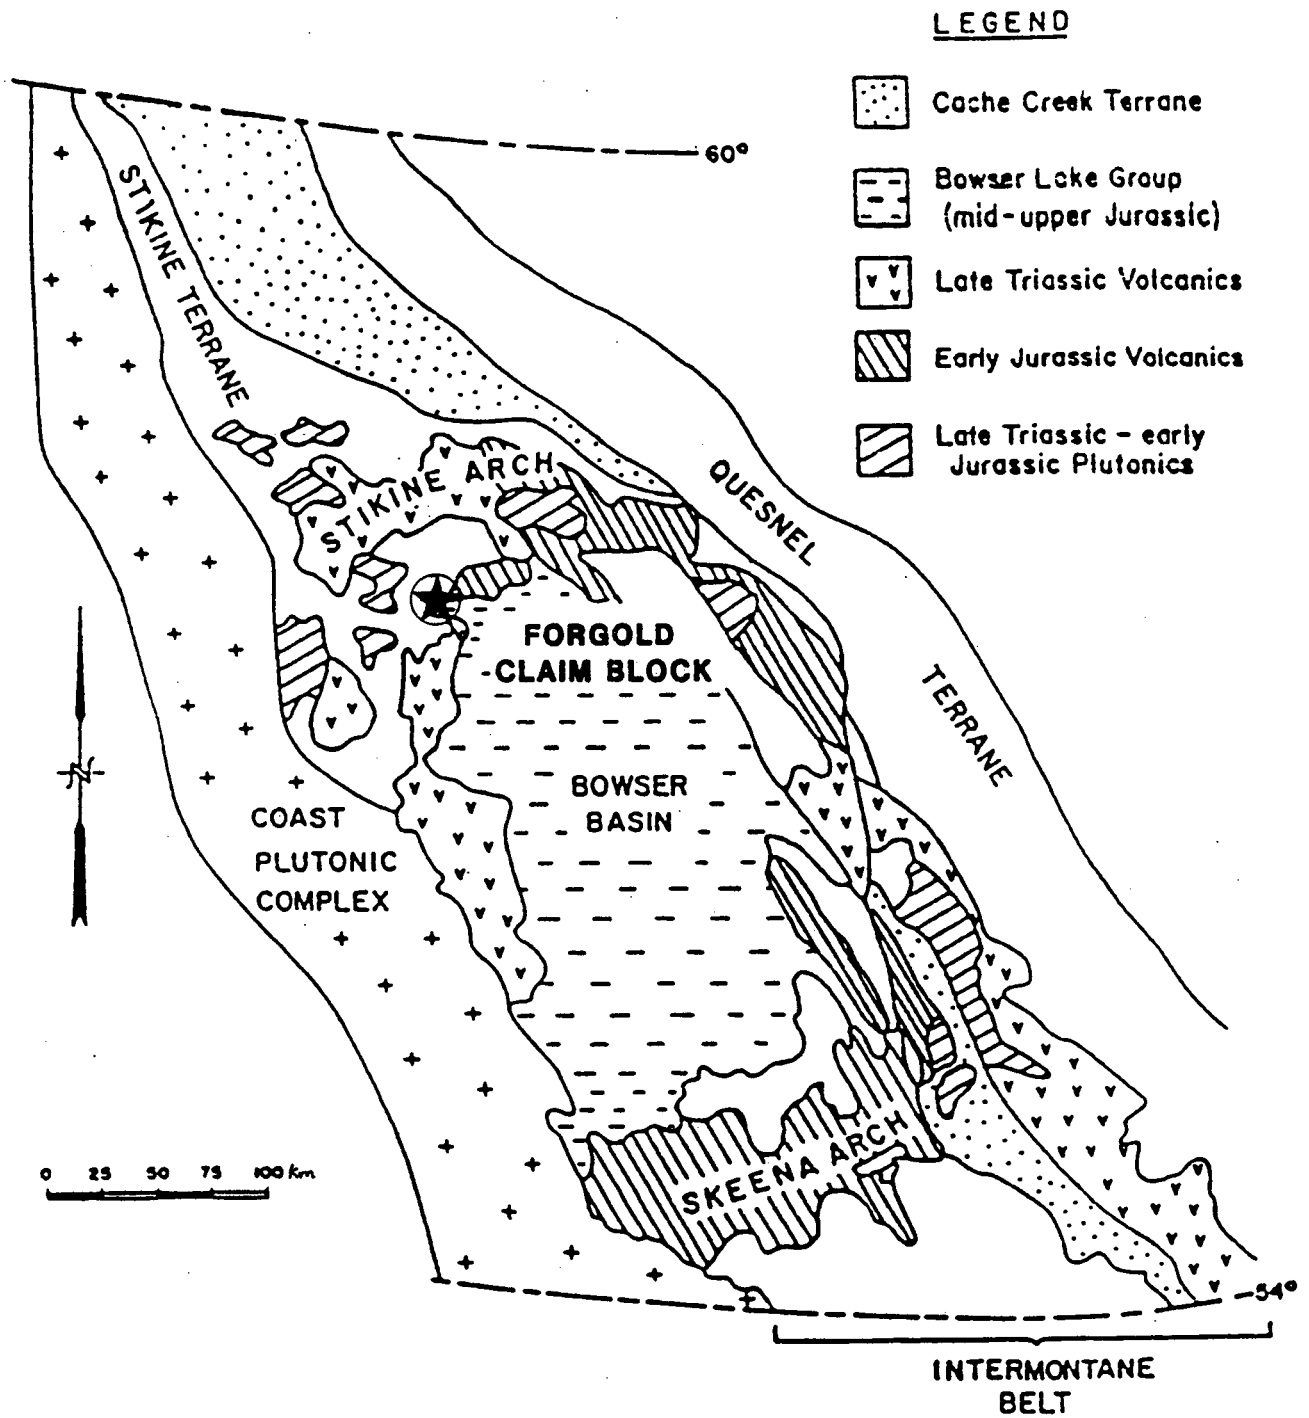 LEGEND
Cache Creek Terrane
Bowser Lake Group
(mid-upper Jurassic)
Late Triassic Volcanics
Early Jurassic Volcanics
Late Triassic - early
Jurassic Plutonics
60°
STIKINE TERRANE
STIKINE ARCH
QUESNEL
TERRANE
FORGOLD
CLAIM BLOCK
BOWSER
BASIN
COAST
PLUTONIC
COMPLEX
N
SKEENA ARCH
0 25 50 75 100 km
54°
INTERMONTANE
BELT